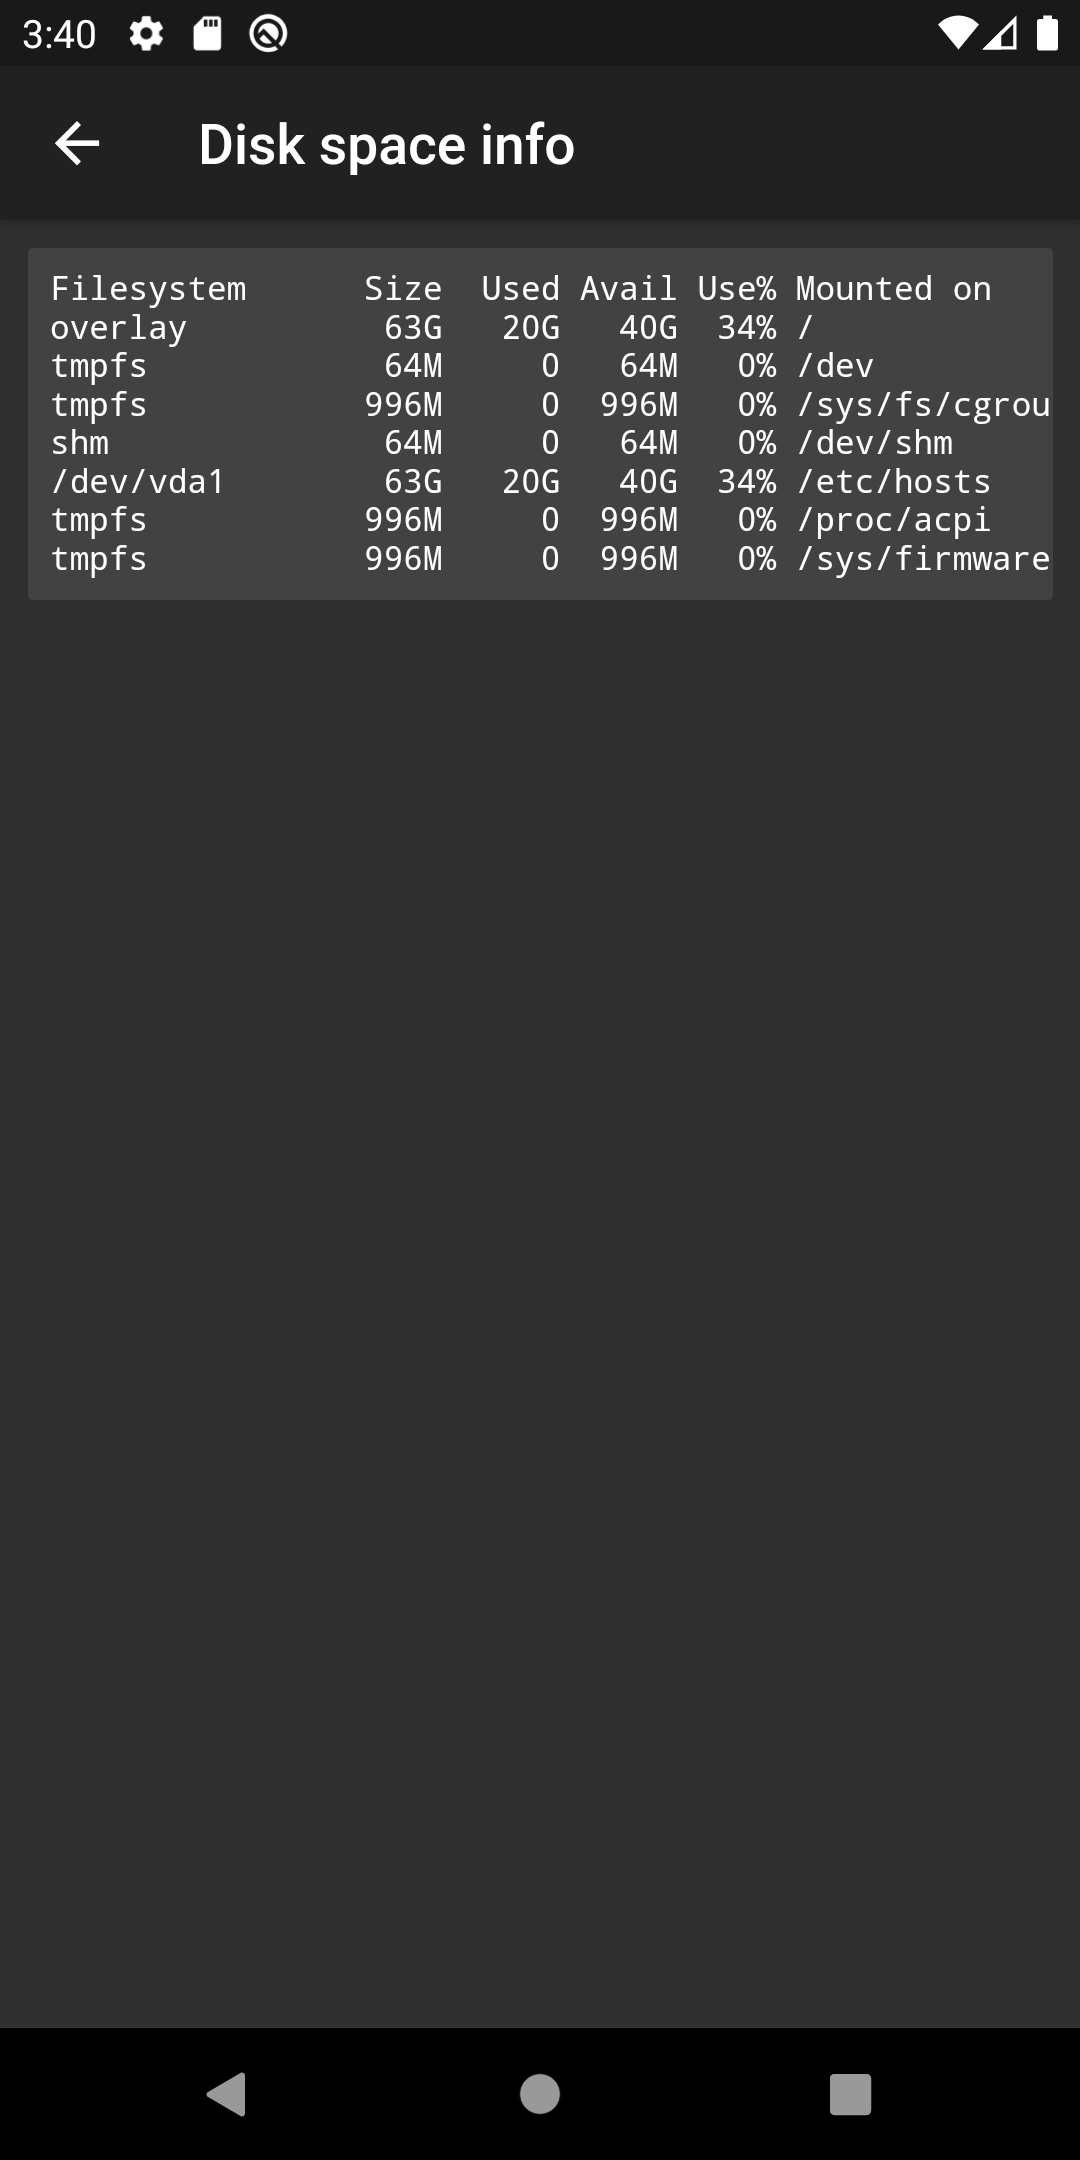 3:40
Disk space info
Filesystem Size Used Avail Use% Mounted on
overlay 63G 20G 40G 34% /
tmpfs 64M 0 64M 0% /dev
tmpfs 996M 0 996M 0% /sys/fs/cgrou
shm 64M 0 64M 0% /dev/shm
/dev/vda1 63G 20G 40G 34% /etc/hosts
tmpfs 996M 0 996M 0% /proc/acpi
tmpfs 996M 0 996M 0% /sys/firmware